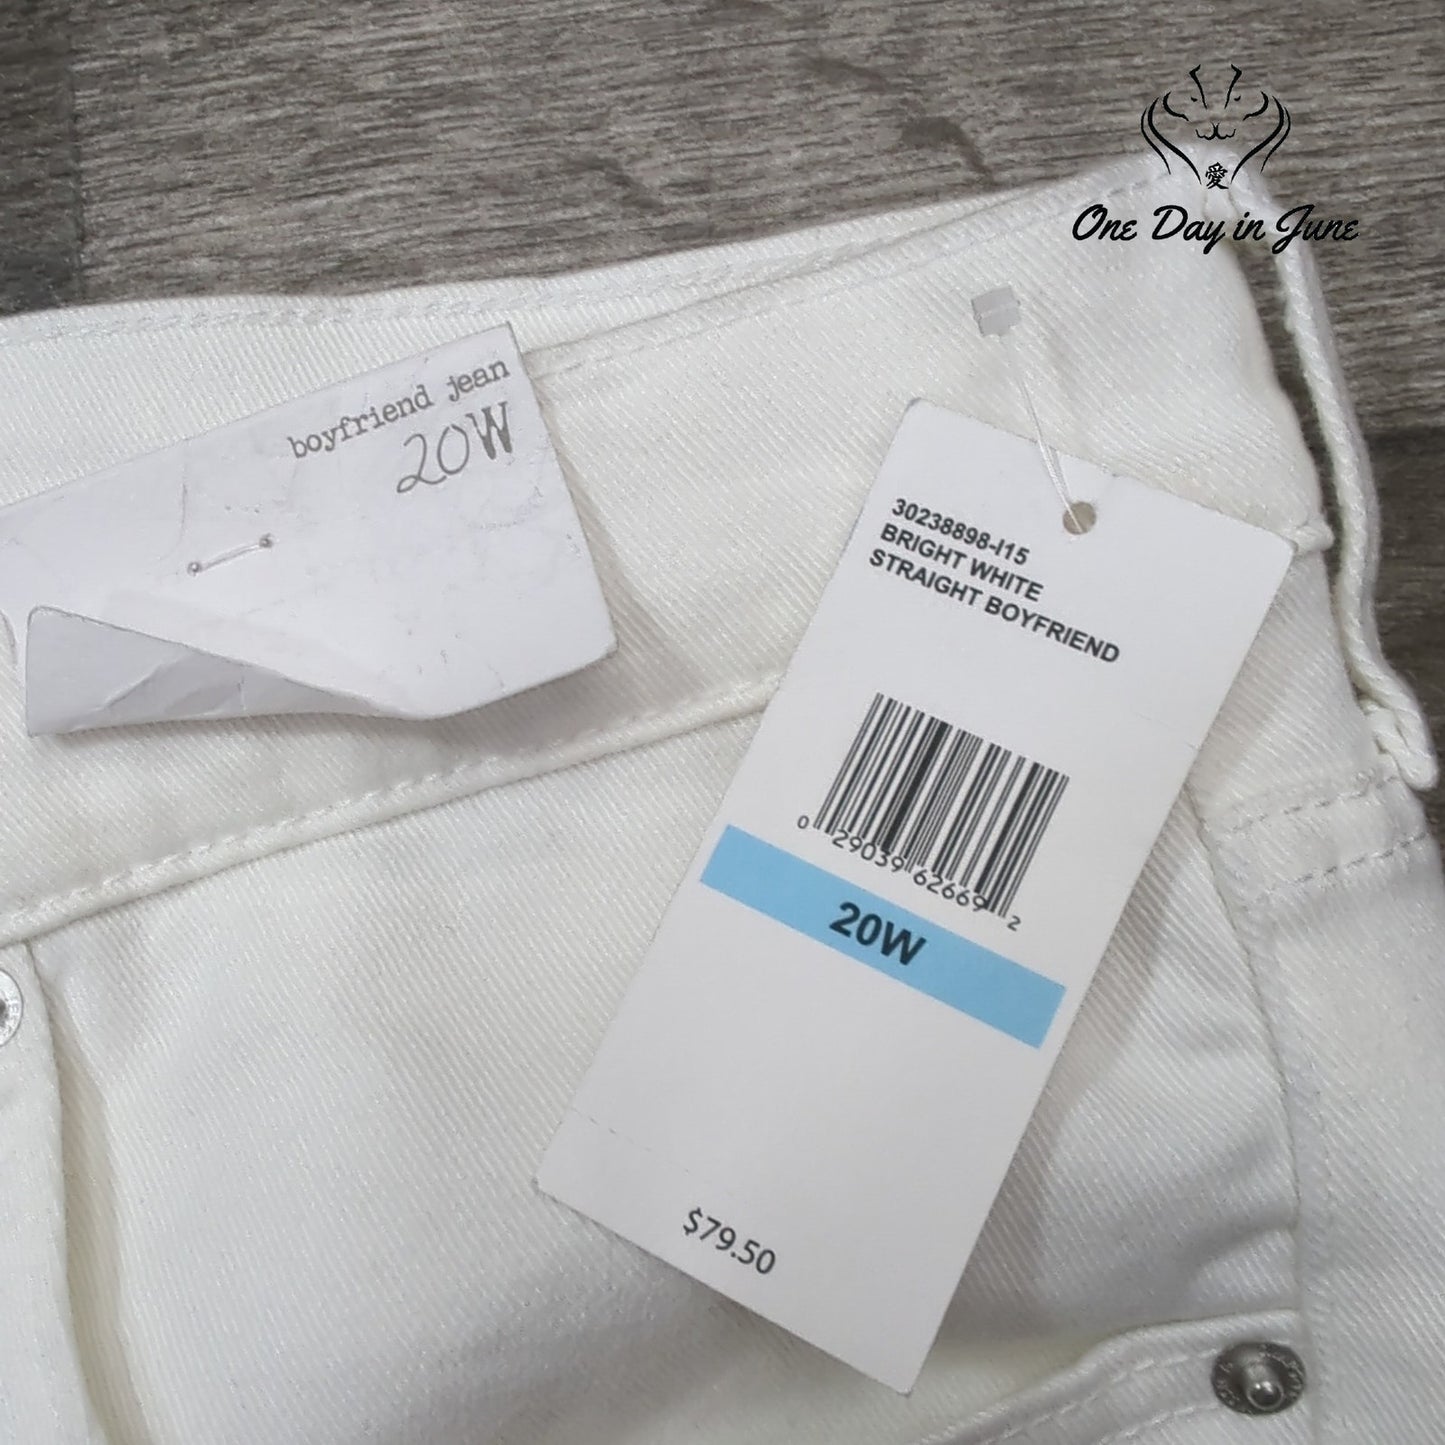 愛
One Day in June
boyfriend jean
20W
30238898-I15
BRIGHT WHITE
STRAIGHT BOYFRIEND
0 29039 62669 2
20W
$79.50